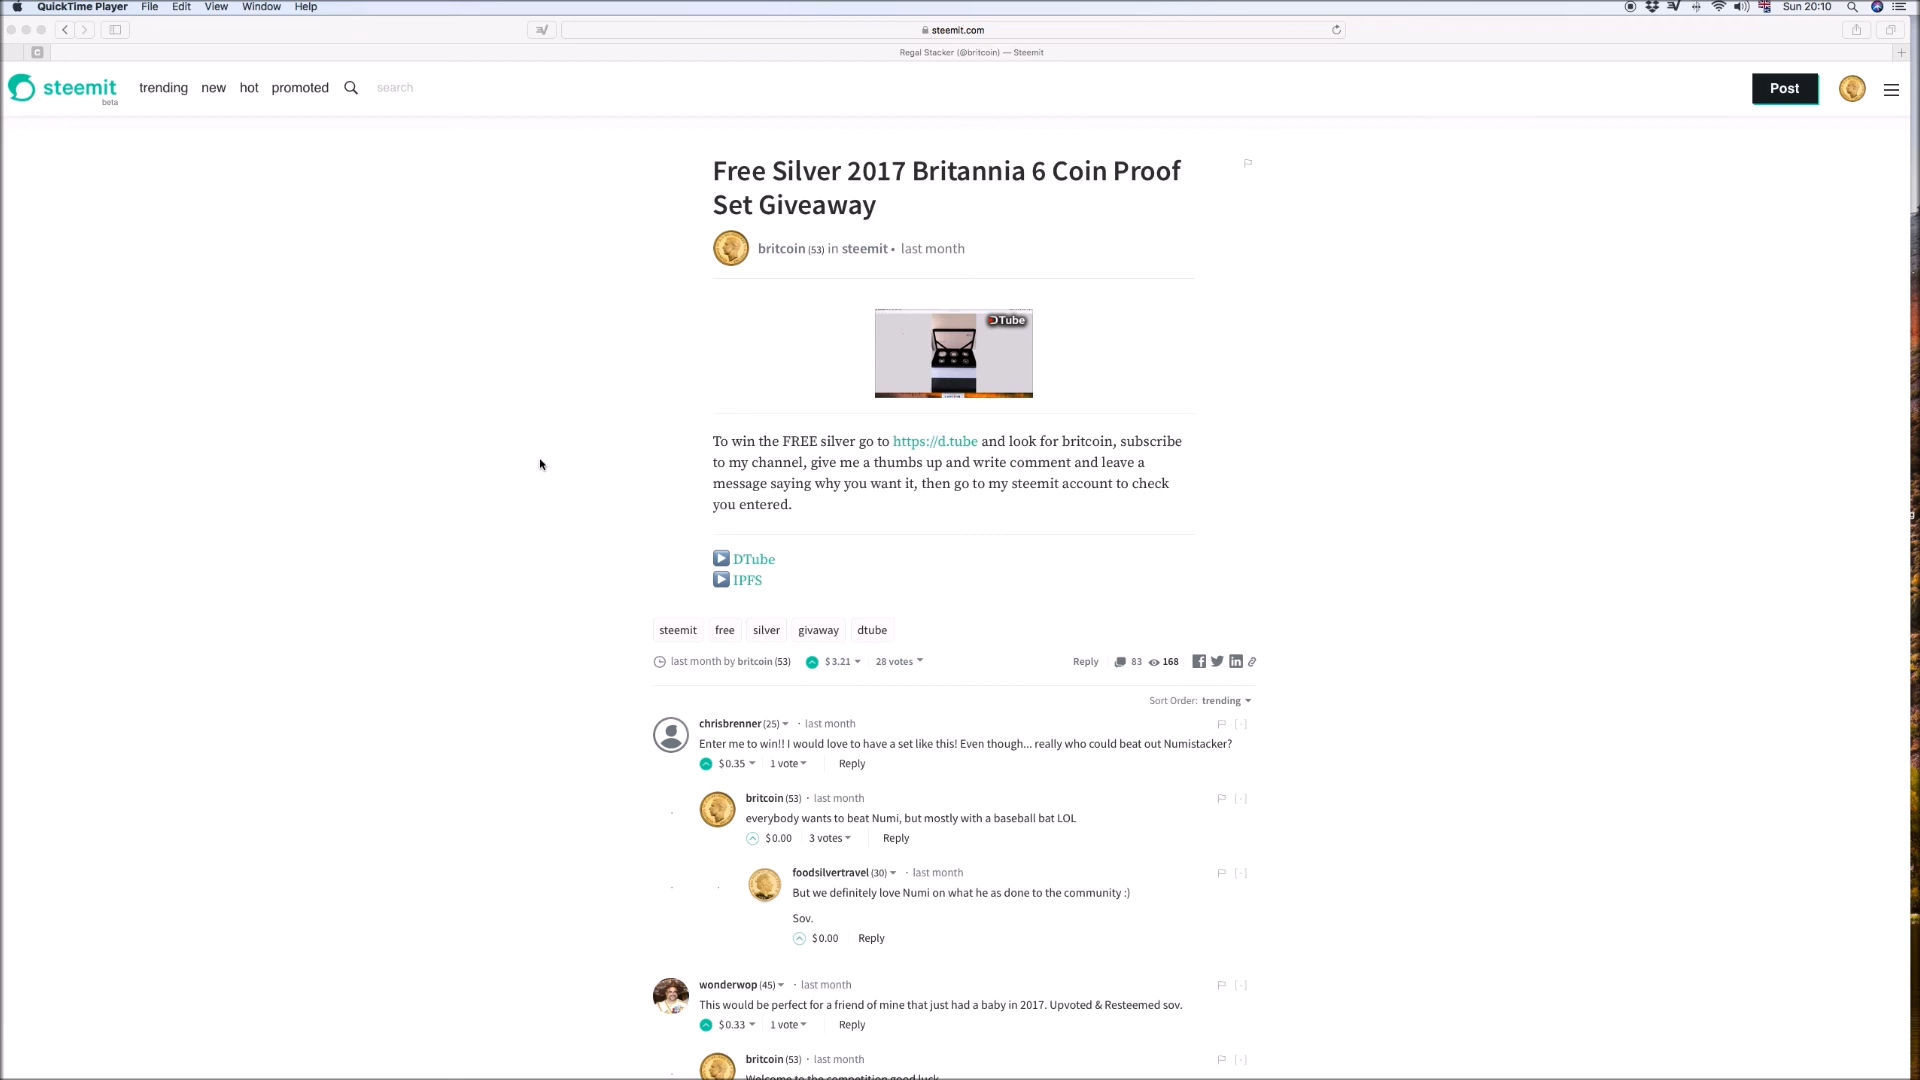 QuickTime Player File Edit View Window Help Sun 20:10
steemit.com
Regal Stacker (@britcoin) — Steemit
steemit beta trending new hot promoted search Post
Free Silver 2017 Britannia 6 Coin Proof
Set Giveaway
britcoin (53) in steemit • last month
DTube
To win the FREE silver go to https://d.tube and look for britcoin, subscribe
to my channel, give me a thumbs up and write comment and leave a
message saying why you want it, then go to my steemit account to check
you entered.
DTube
IPFS
steemit free silver givaway dtube
last month by britcoin (53) $3.21 28 votes Reply 83 168
Sort Order: trending
chrisbrenner (25) · last month
Enter me to win!! I would love to have a set like this! Even though... really who could beat out Numistacker?
$0.35 1 vote Reply
britcoin (53) · last month
everybody wants to beat Numi, but mostly with a baseball bat LOL
$0.00 3 votes Reply
foodsilvertravel (30) · last month
But we definitely love Numi on what he as done to the community :)
Sov.
$0.00 Reply
wonderwop (45) · last month
This would be perfect for a friend of mine that just had a baby in 2017. Upvoted & Resteemed sov.
$0.33 1 vote Reply
britcoin (53) · last month
Welcome to the competition good luck